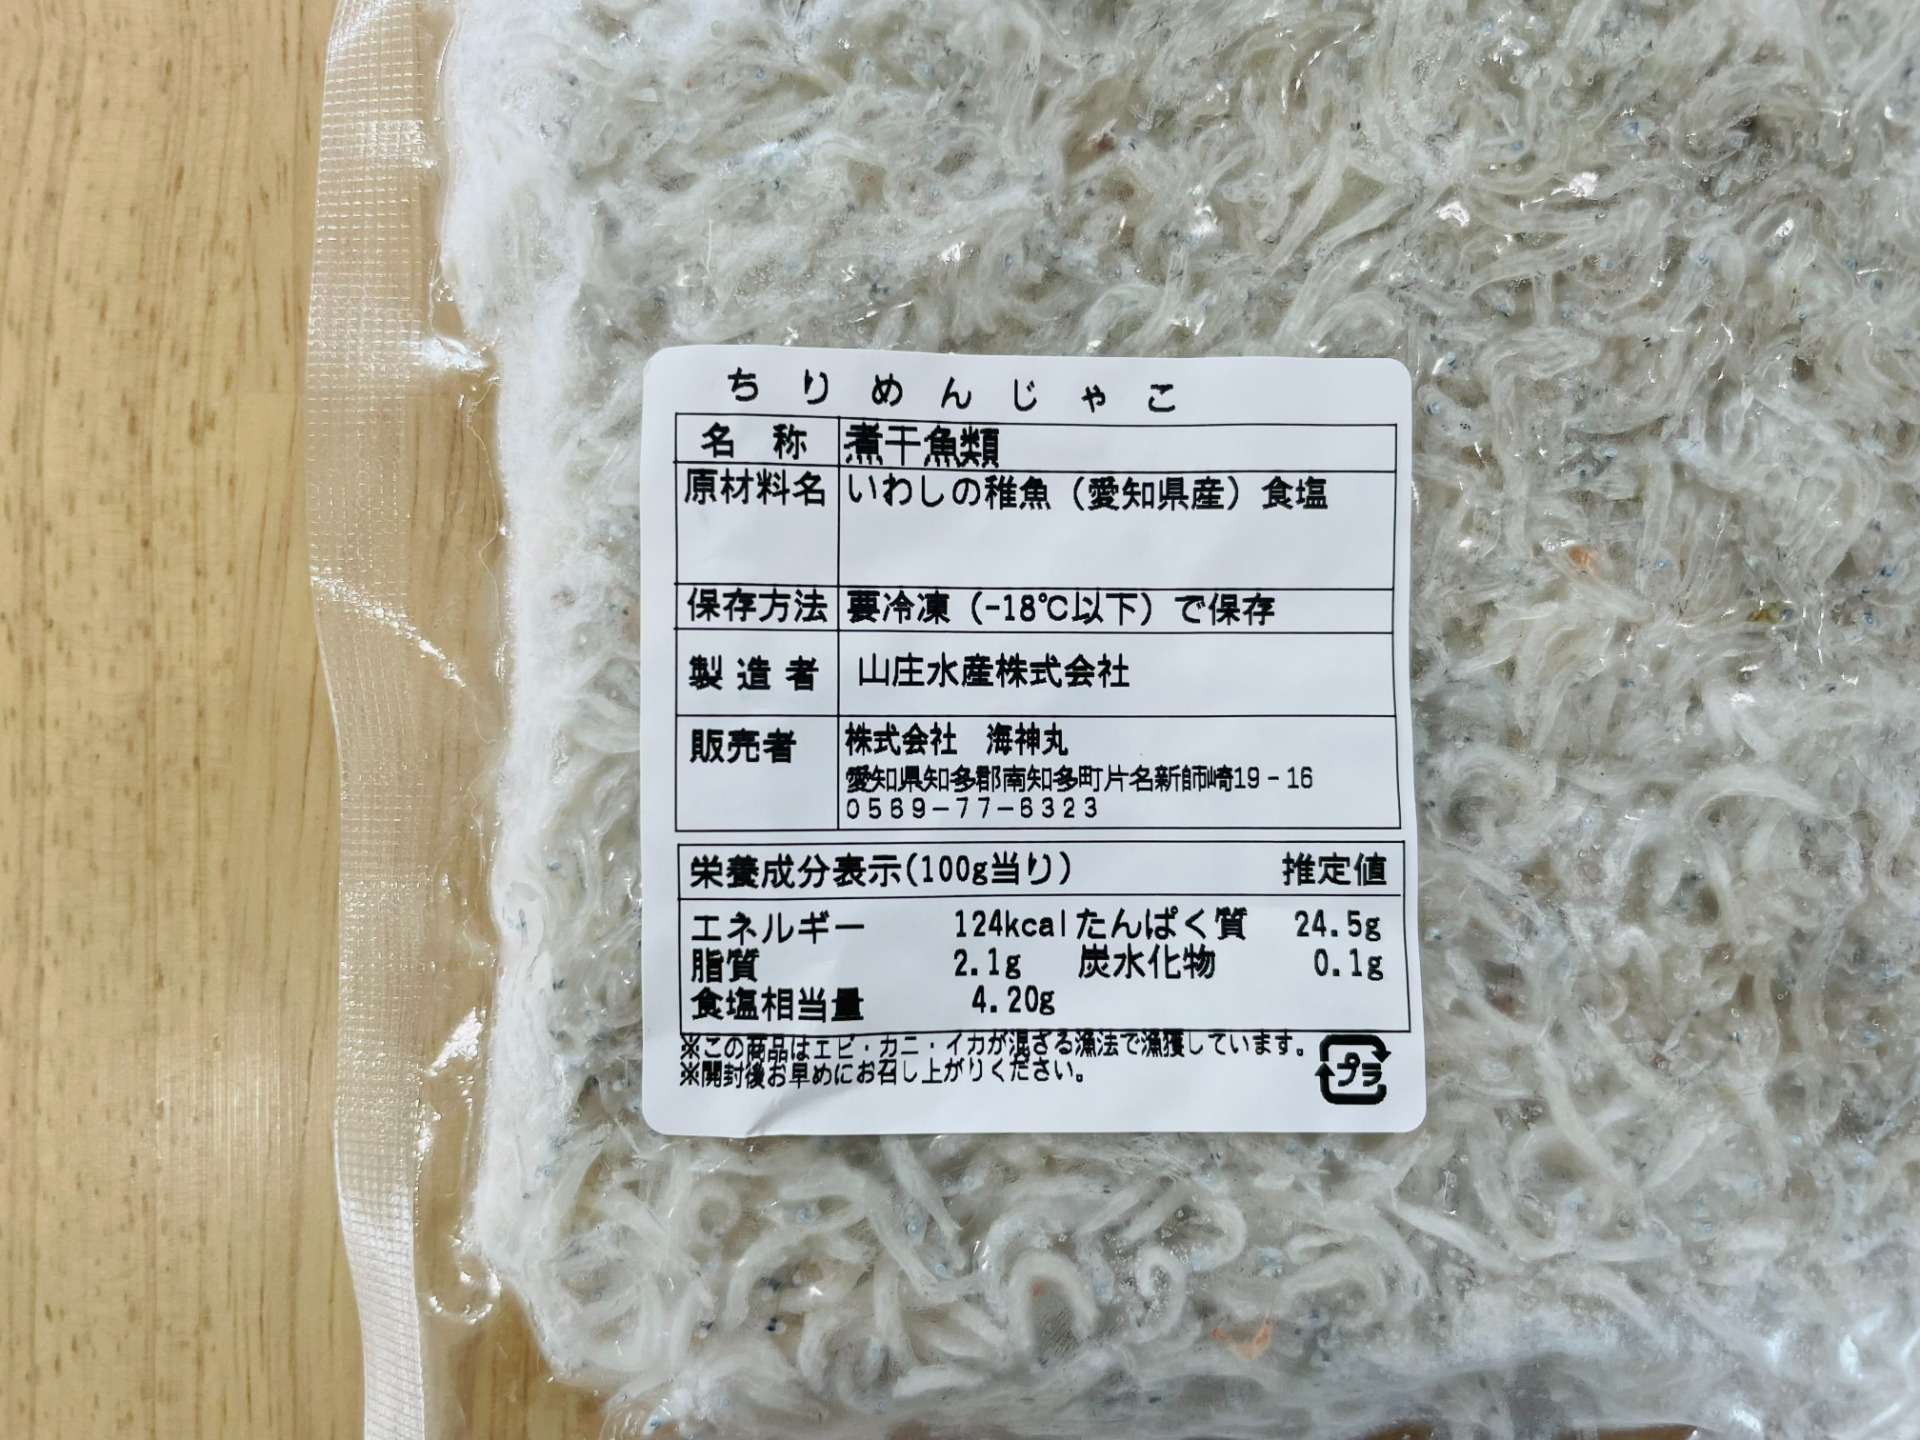 ちりめんじゃこ
名称 煮干魚類
原材料名 いわしの稚魚（愛知県産）食塩
保存方法 要冷凍（-18℃以下）で保存
製造者 山庄水産株式会社
販売者 株式会社 海神丸
愛知県知多郡南知多町片名新師崎19-16
0569-77-6323
栄養成分表示(100g当り) 推定値
エネルギー 124kcal たんぱく質 24.5g
脂質 2.1g 炭水化物 0.1g
食塩相当量 4.20g
※この商品はエビ・カニ・イカが混ざる漁法で漁獲しています。
※開封後お早めにお召し上がりください。
プラ